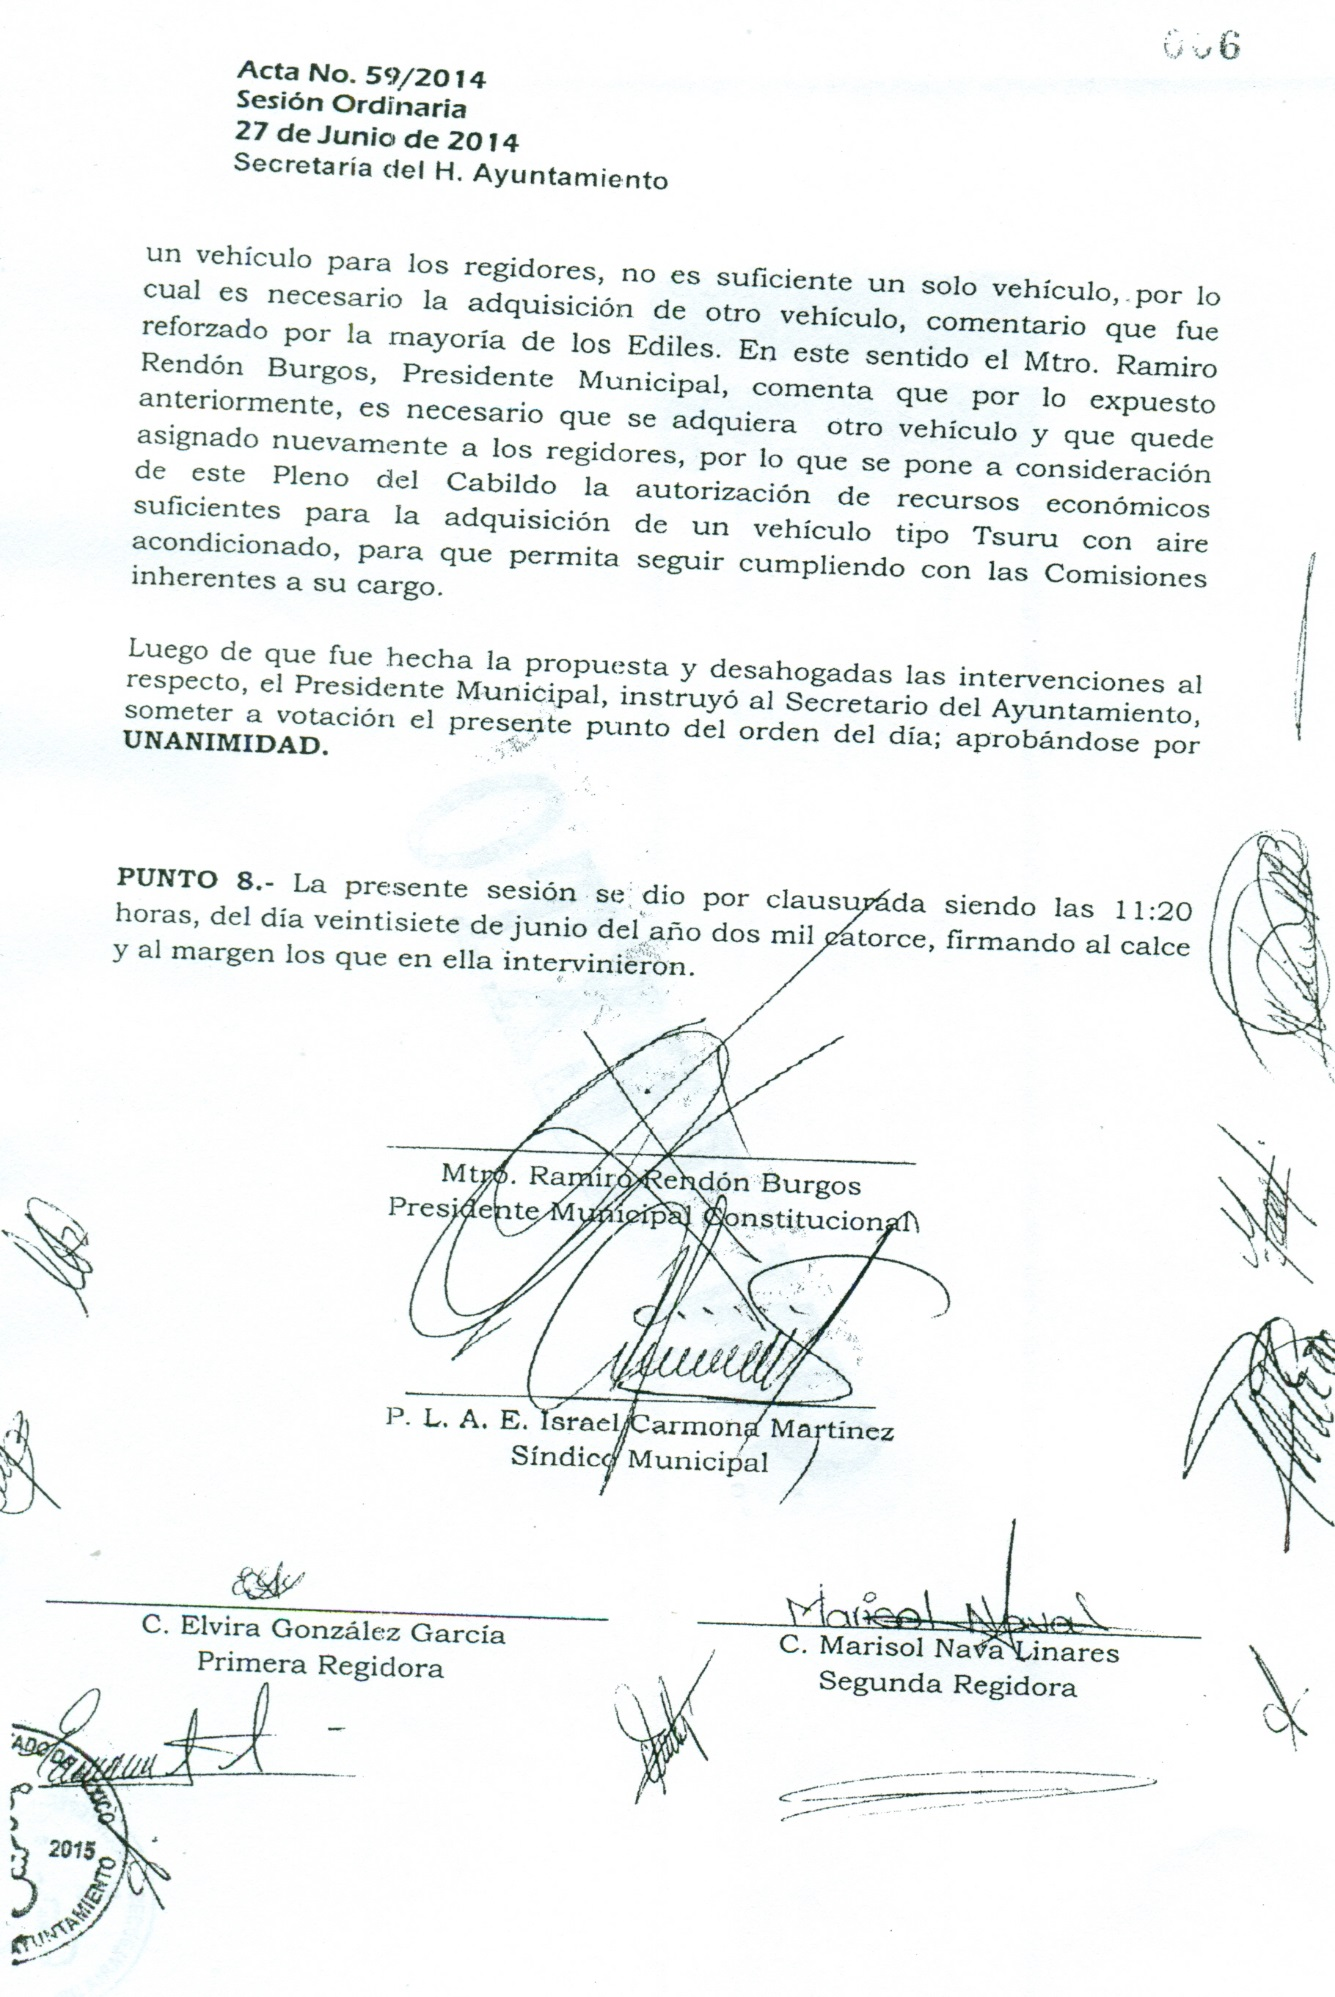 006
Acta No. 59/2014
Sesión Ordinaria
27 de Junio de 2014
Secretaría del H. Ayuntamiento
un vehículo para los regidores, no es suficiente un solo vehículo, por lo
cual es necesario la adquisición de otro vehículo, comentario que fue
reforzado por la mayoría de los Ediles. En este sentido el Mtro. Ramiro
Rendón Burgos, Presidente Municipal, comenta que por lo expuesto
anteriormente, es necesario que se adquiera otro vehículo y que quede
asignado nuevamente a los regidores, por lo que se pone a consideración
de este Pleno del Cabildo la autorización de recursos económicos
suficientes para la adquisición de un vehículo tipo Tsuru con aire
acondicionado, para que permita seguir cumpliendo con las Comisiones
inherentes a su cargo.
Luego de que fue hecha la propuesta y desahogadas las intervenciones al
respecto, el Presidente Municipal, instruyó al Secretario del Ayuntamiento,
someter a votación el presente punto del orden del día; aprobándose por
UNANIMIDAD.
PUNTO 8.- La presente sesión se dio por clausurada siendo las 11:20
horas, del día veintisiete de junio del año dos mil catorce, firmando al calce
y al margen los que en ella intervinieron.
Mtro. Ramiro Rendón Burgos
Presidente Municipal Constitucional
P. L. A. E. Israel Carmona Martínez
Síndico Municipal
C. Elvira González García
Primera Regidora
Marisol Naval
C. Marisol Nava Linares
Segunda Regidora
2015
AYUNTAMIENTO